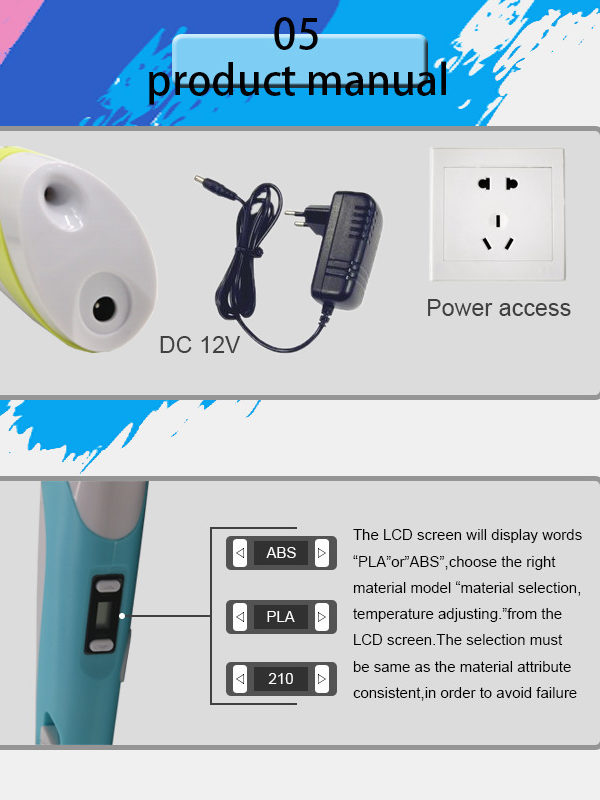 05
product manual
DC 12V
Power access
ABS
PLA
210
The LCD screen will display words
“PLA”or”ABS”,choose the right
material model “material selection,
temperature adjusting.”from the
LCD screen.The selection must
be same as the material attribute
consistent,in order to avoid failure